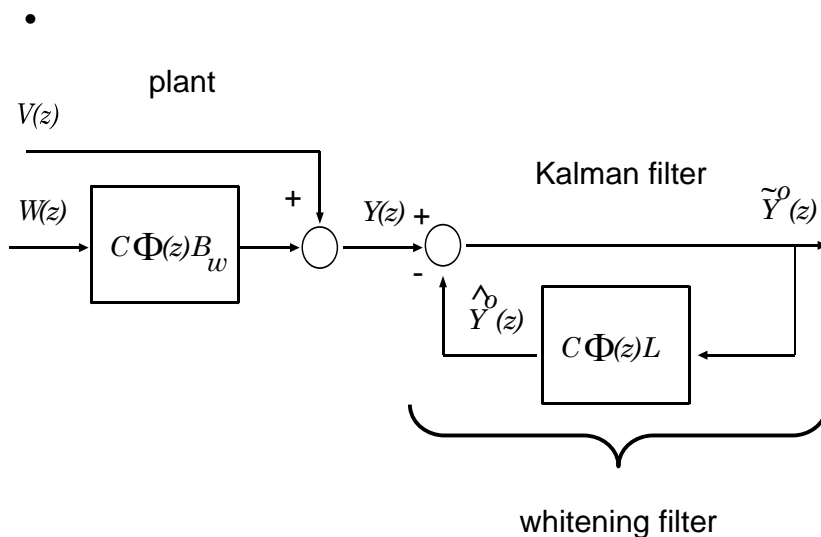 •
plant
V(z)
Kalman filter
W(z)
+
Y(z)
+
Ỹᵒ(z)
CΦ(z)B_w
-
Ŷᵒ(z)
CΦ(z)L
whitening filter